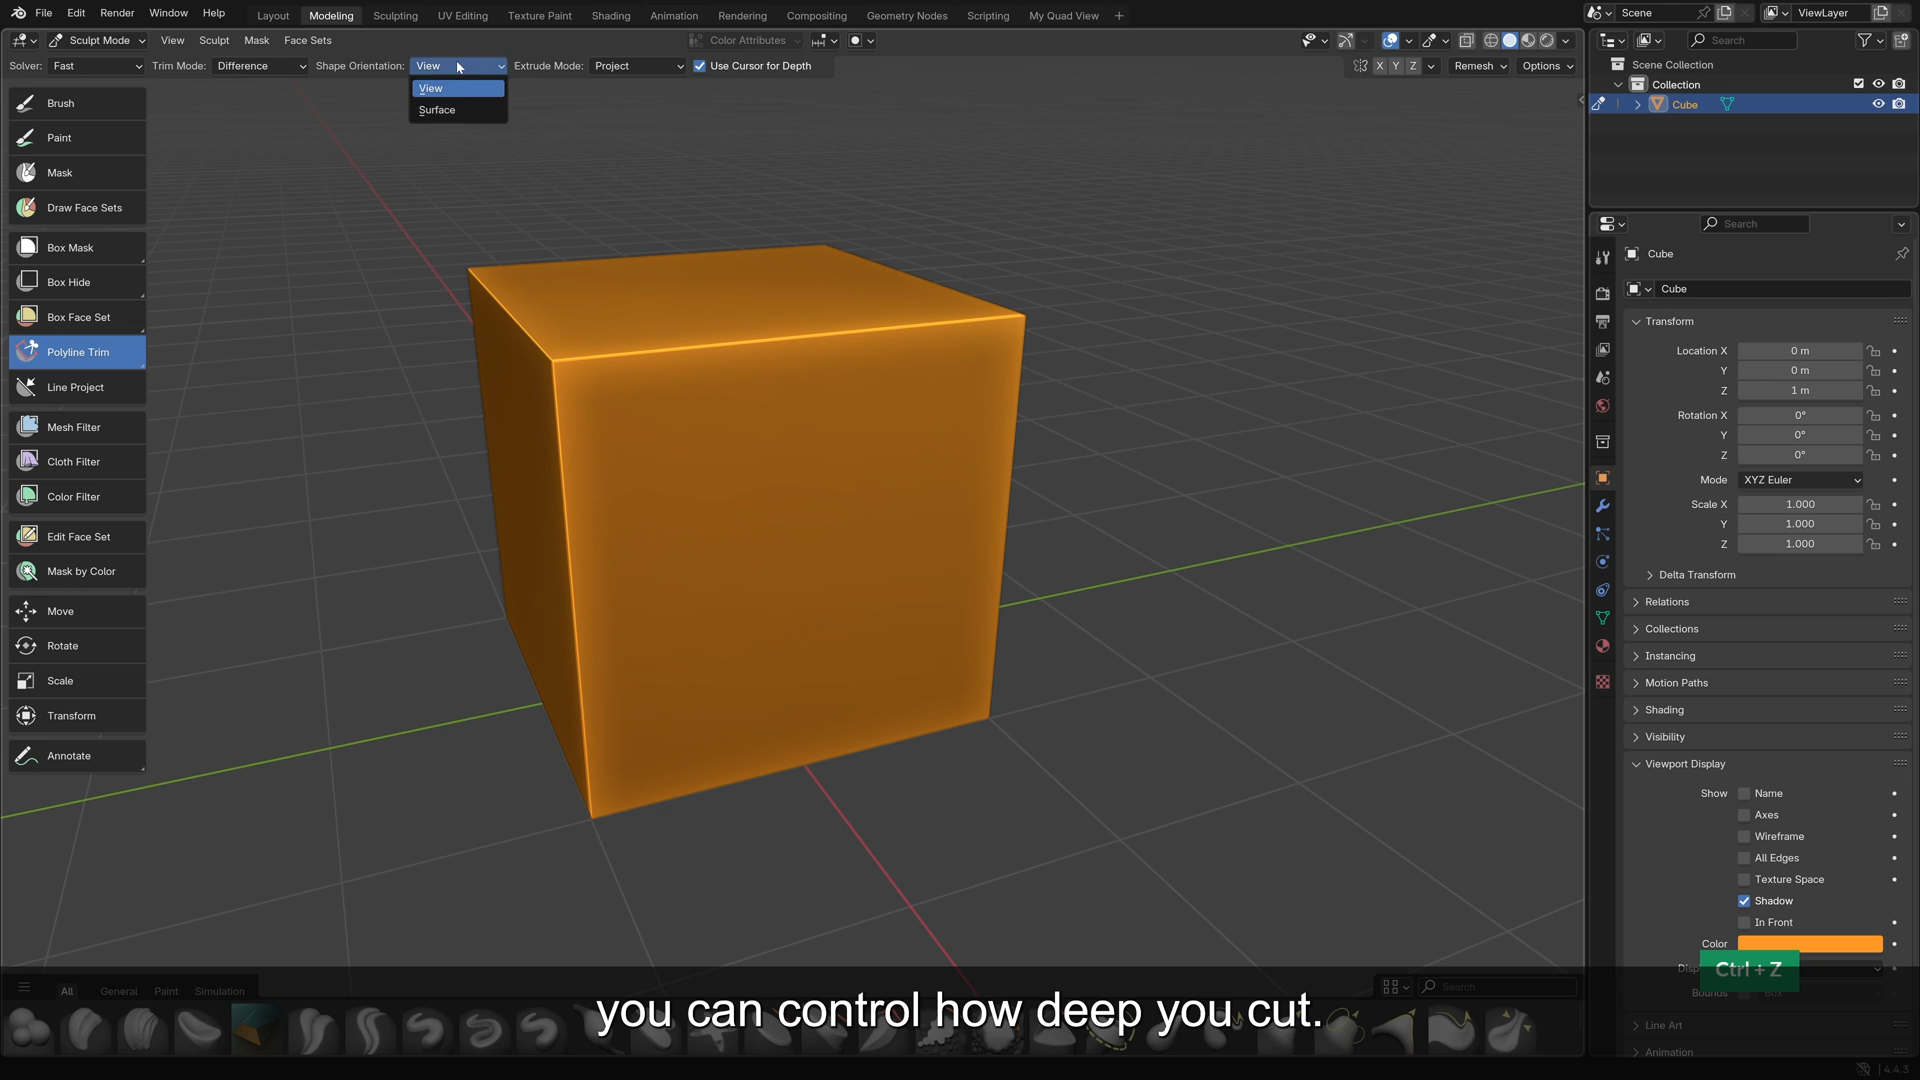 File Edit Render Window Help Layout Modeling Sculpting UV Editing Texture Paint Shading Animation Rendering Compositing Geometry Nodes Scripting My Quad View + Scene ViewLayer
Sculpt Mode View Sculpt Mask Face Sets Color Attributes Search
Solver: Fast Trim Mode: Difference Shape Orientation: View Extrude Mode: Project Use Cursor for Depth X Y Z Remesh Options
View
Surface
Brush
Paint
Mask
Draw Face Sets
Box Mask
Box Hide
Box Face Set
Polyline Trim
Line Project
Mesh Filter
Cloth Filter
Color Filter
Edit Face Set
Mask by Color
Move
Rotate
Scale
Transform
Annotate
Scene Collection
Collection
Cube
Search
Cube
Cube
Transform
Location X 0 m
Y 0 m
Z 1 m
Rotation X 0°
Y 0°
Z 0°
Mode XYZ Euler
Scale X 1.000
Y 1.000
Z 1.000
Delta Transform
Relations
Collections
Instancing
Motion Paths
Shading
Visibility
Viewport Display
Show Name
Axes
Wireframe
All Edges
Texture Space
Shadow
In Front
Color
Ctrl + Z
Bounds Box
Line Art
Animation
All General Paint Simulation Search
you can control how deep you cut.
4.4.3